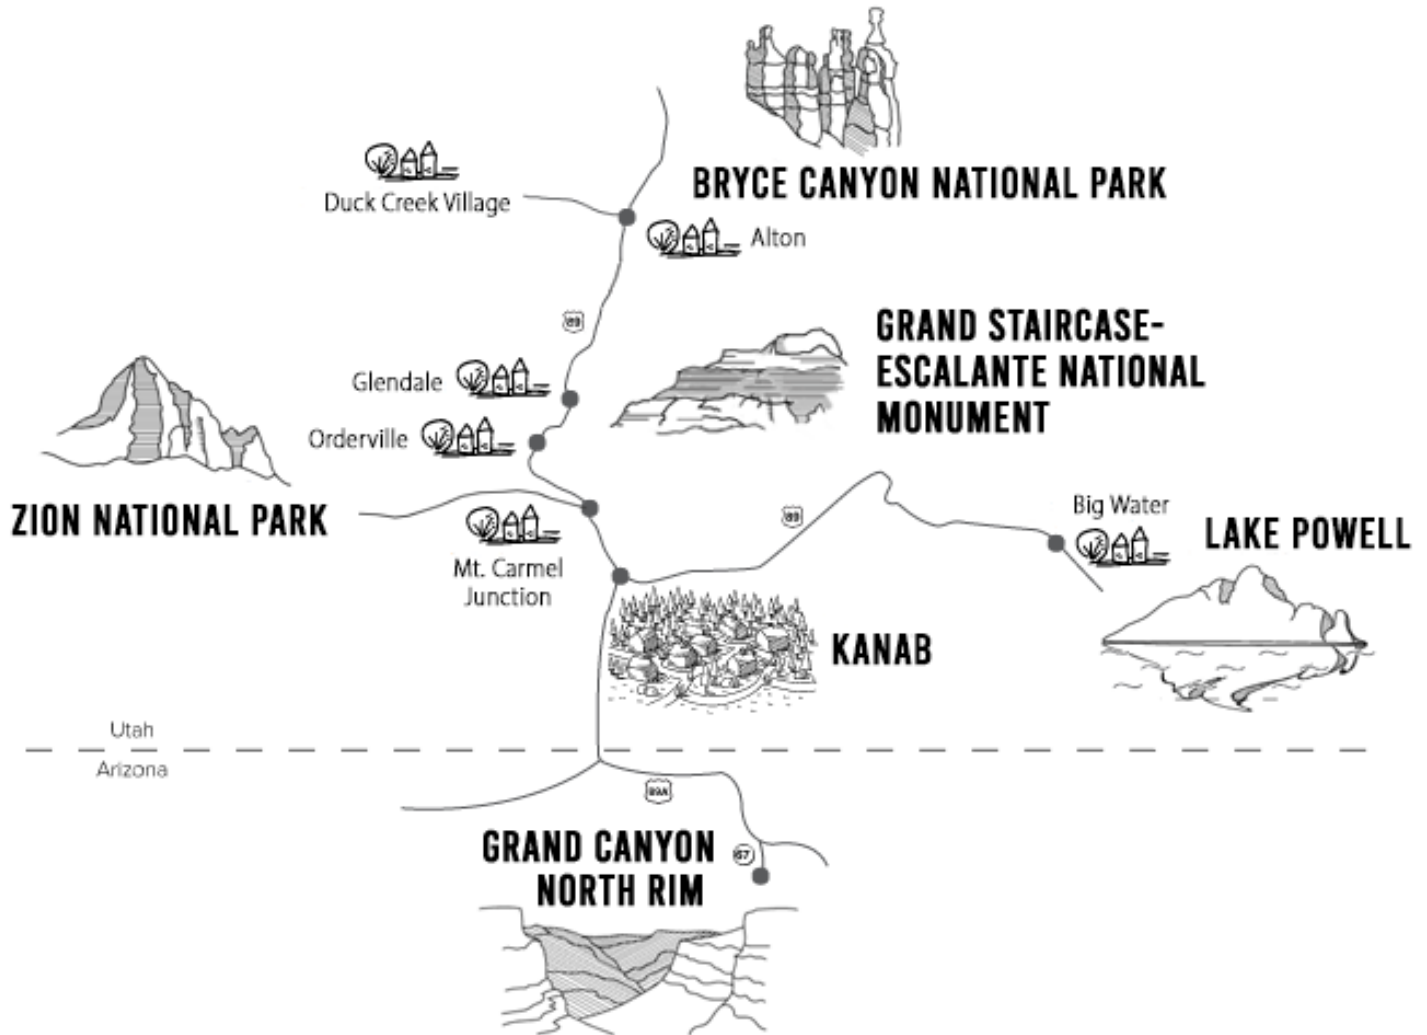 BRYCE CANYON NATIONAL PARK
Duck Creek Village
Alton
89
GRAND STAIRCASE-
ESCALANTE NATIONAL
MONUMENT
Glendale
Orderville
ZION NATIONAL PARK
Mt. Carmel
Junction
89
Big Water
LAKE POWELL
KANAB
Utah
Arizona
89A
GRAND CANYON
NORTH RIM
67